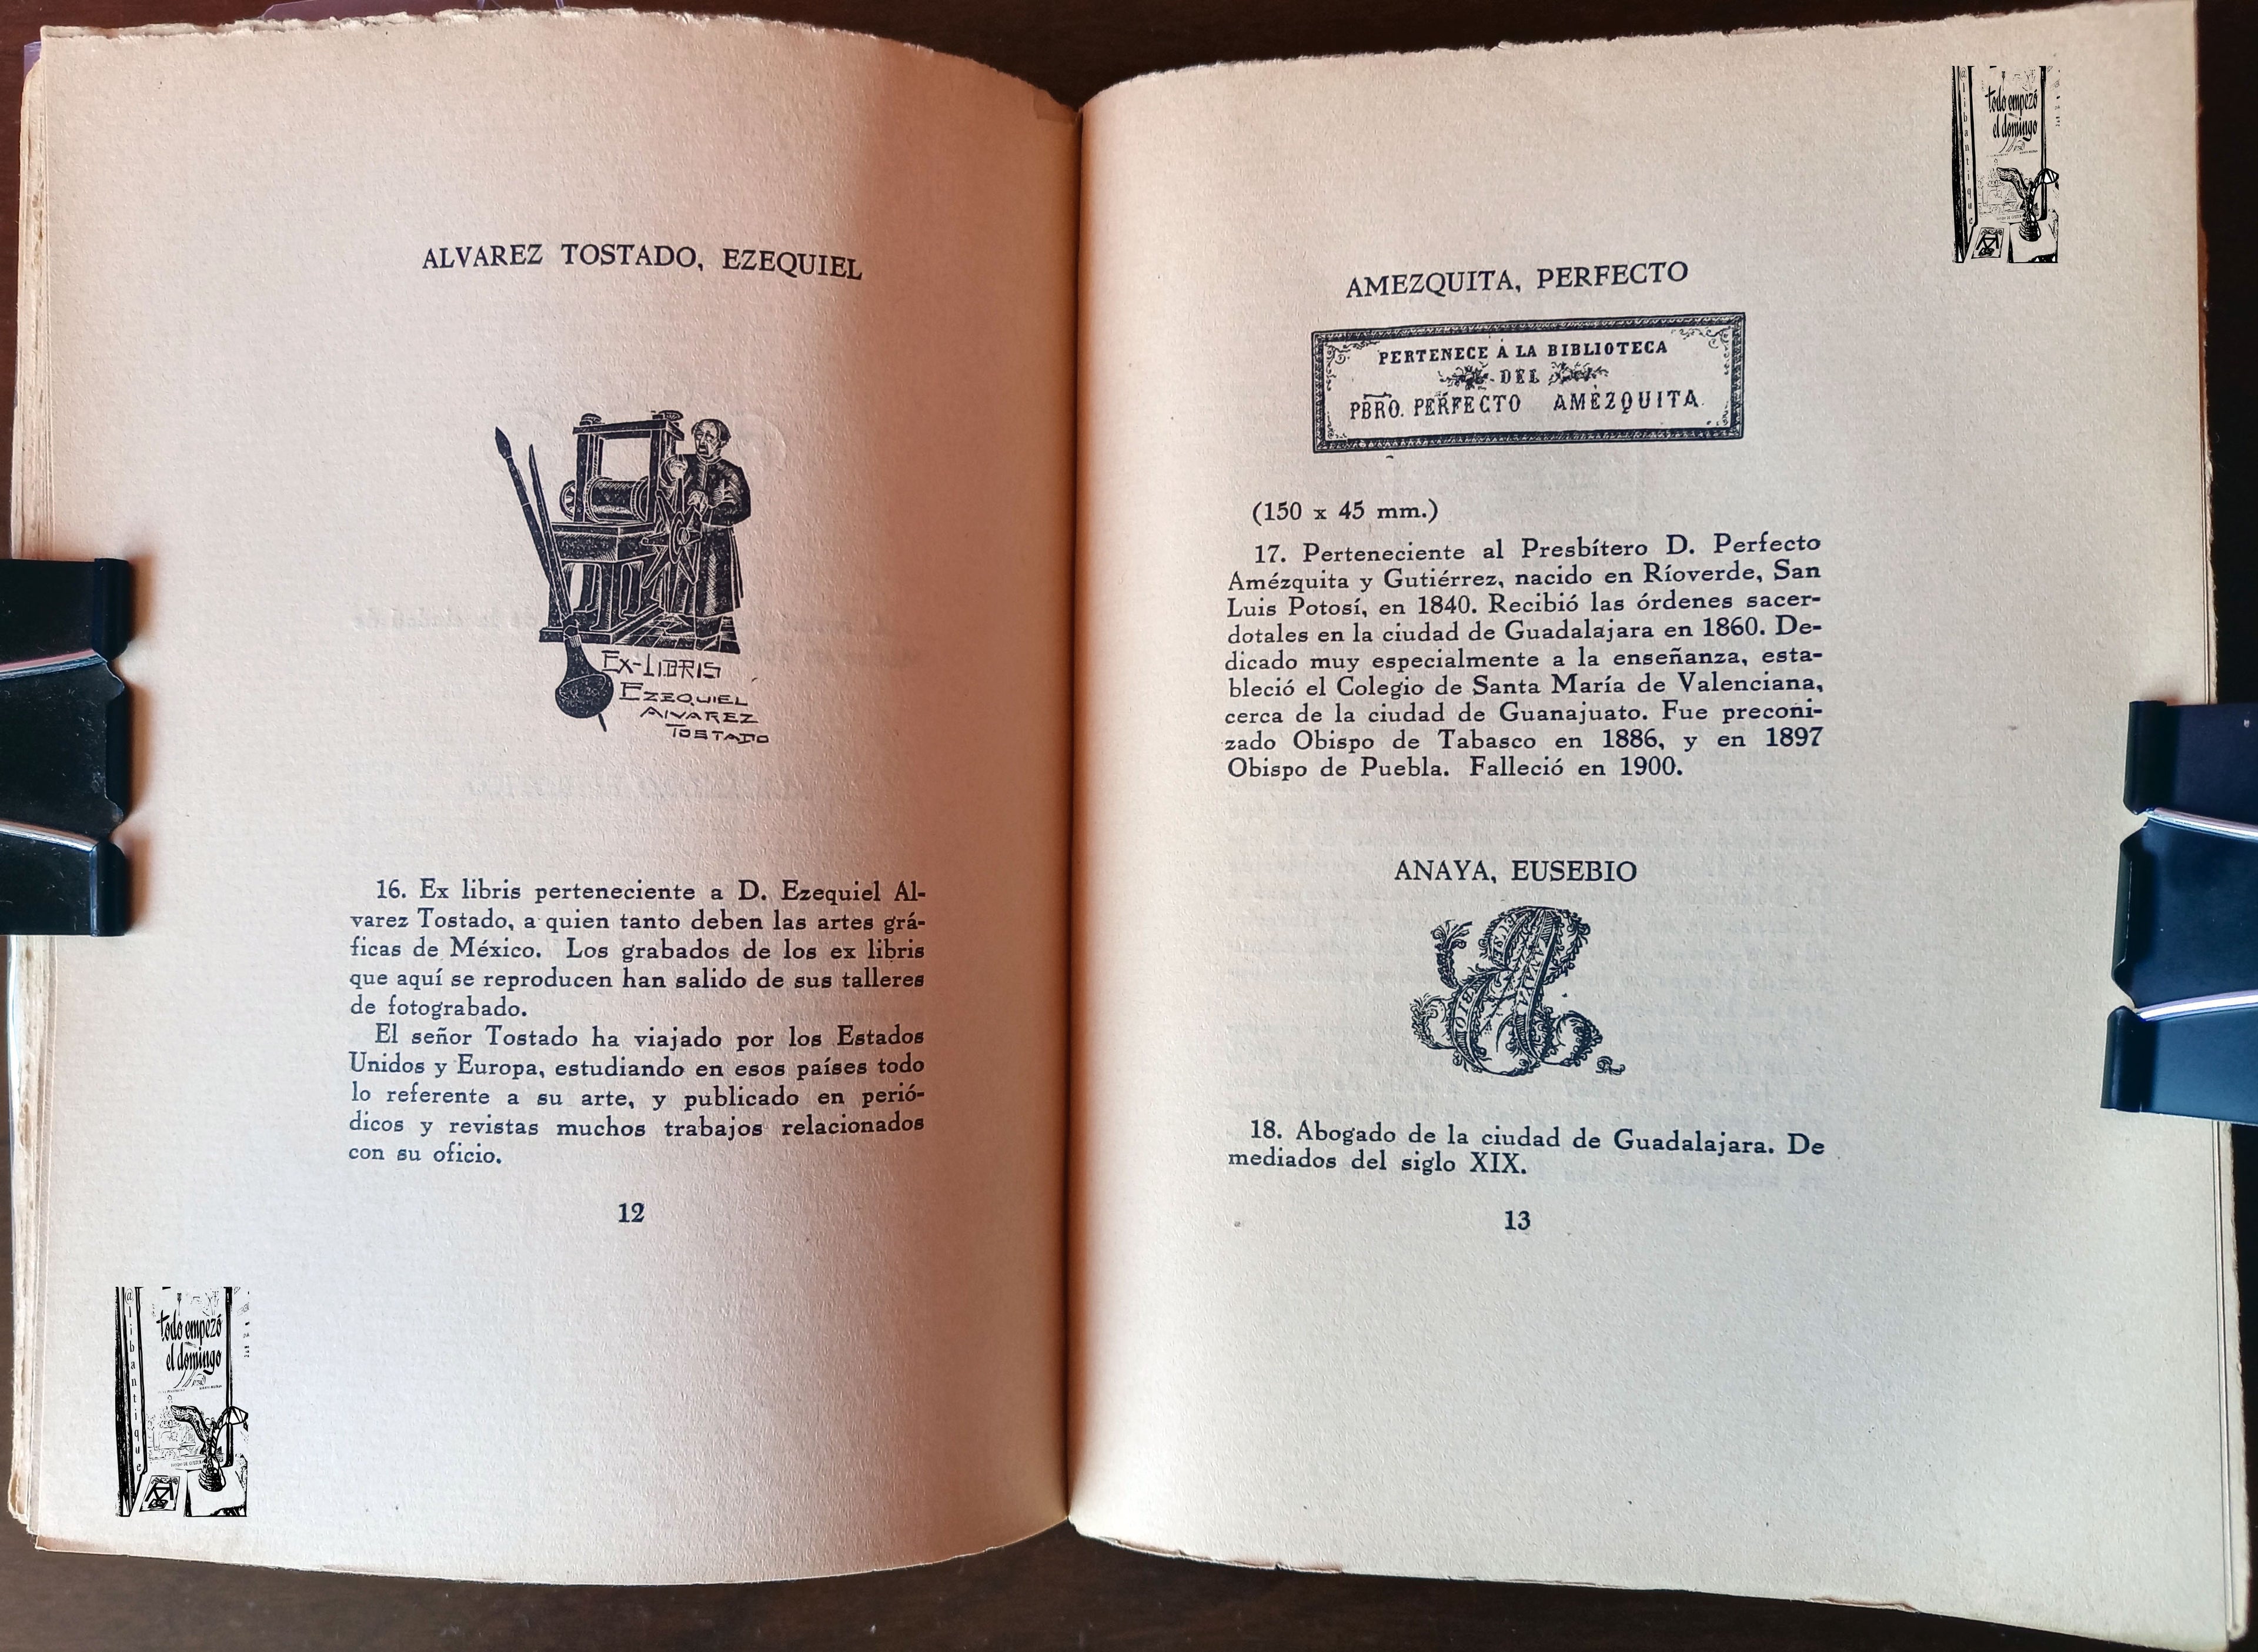 ALVAREZ TOSTADO, EZEQUIEL
EX-LIBRIS
EZEQUIEL
ALVAREZ
TOSTADO
16. Ex libris perteneciente a D. Ezequiel Al-
varez Tostado, a quien tanto deben las artes grá-
ficas de México. Los grabados de los ex libris
que aquí se reproducen han salido de sus talleres
de fotograbado.
El señor Tostado ha viajado por los Estados
Unidos y Europa, estudiando en esos países todo
lo referente a su arte, y publicado en perió-
dicos y revistas muchos trabajos relacionados
con su oficio.
12
alibantique
todo empezó
el domingo
AMEZQUITA, PERFECTO
PERTENECE Á LA BIBLIOTECA
DEL
PBRO. PERFECTO AMÉZQUITA
(150 x 45 mm.)
17. Perteneciente al Presbítero D. Perfecto
Amézquita y Gutiérrez, nacido en Ríoverde, San
Luis Potosí, en 1840. Recibió las órdenes sacer-
dotales en la ciudad de Guadalajara en 1860. De-
dicado muy especialmente a la enseñanza, esta-
bleció el Colegio de Santa María de Valenciana,
cerca de la ciudad de Guanajuato. Fue preconi-
zado Obispo de Tabasco en 1886, y en 1897
Obispo de Puebla. Falleció en 1900.
ANAYA, EUSEBIO
18. Abogado de la ciudad de Guadalajara. De
mediados del siglo XIX.
13
alibantique
todo empezó
el domingo